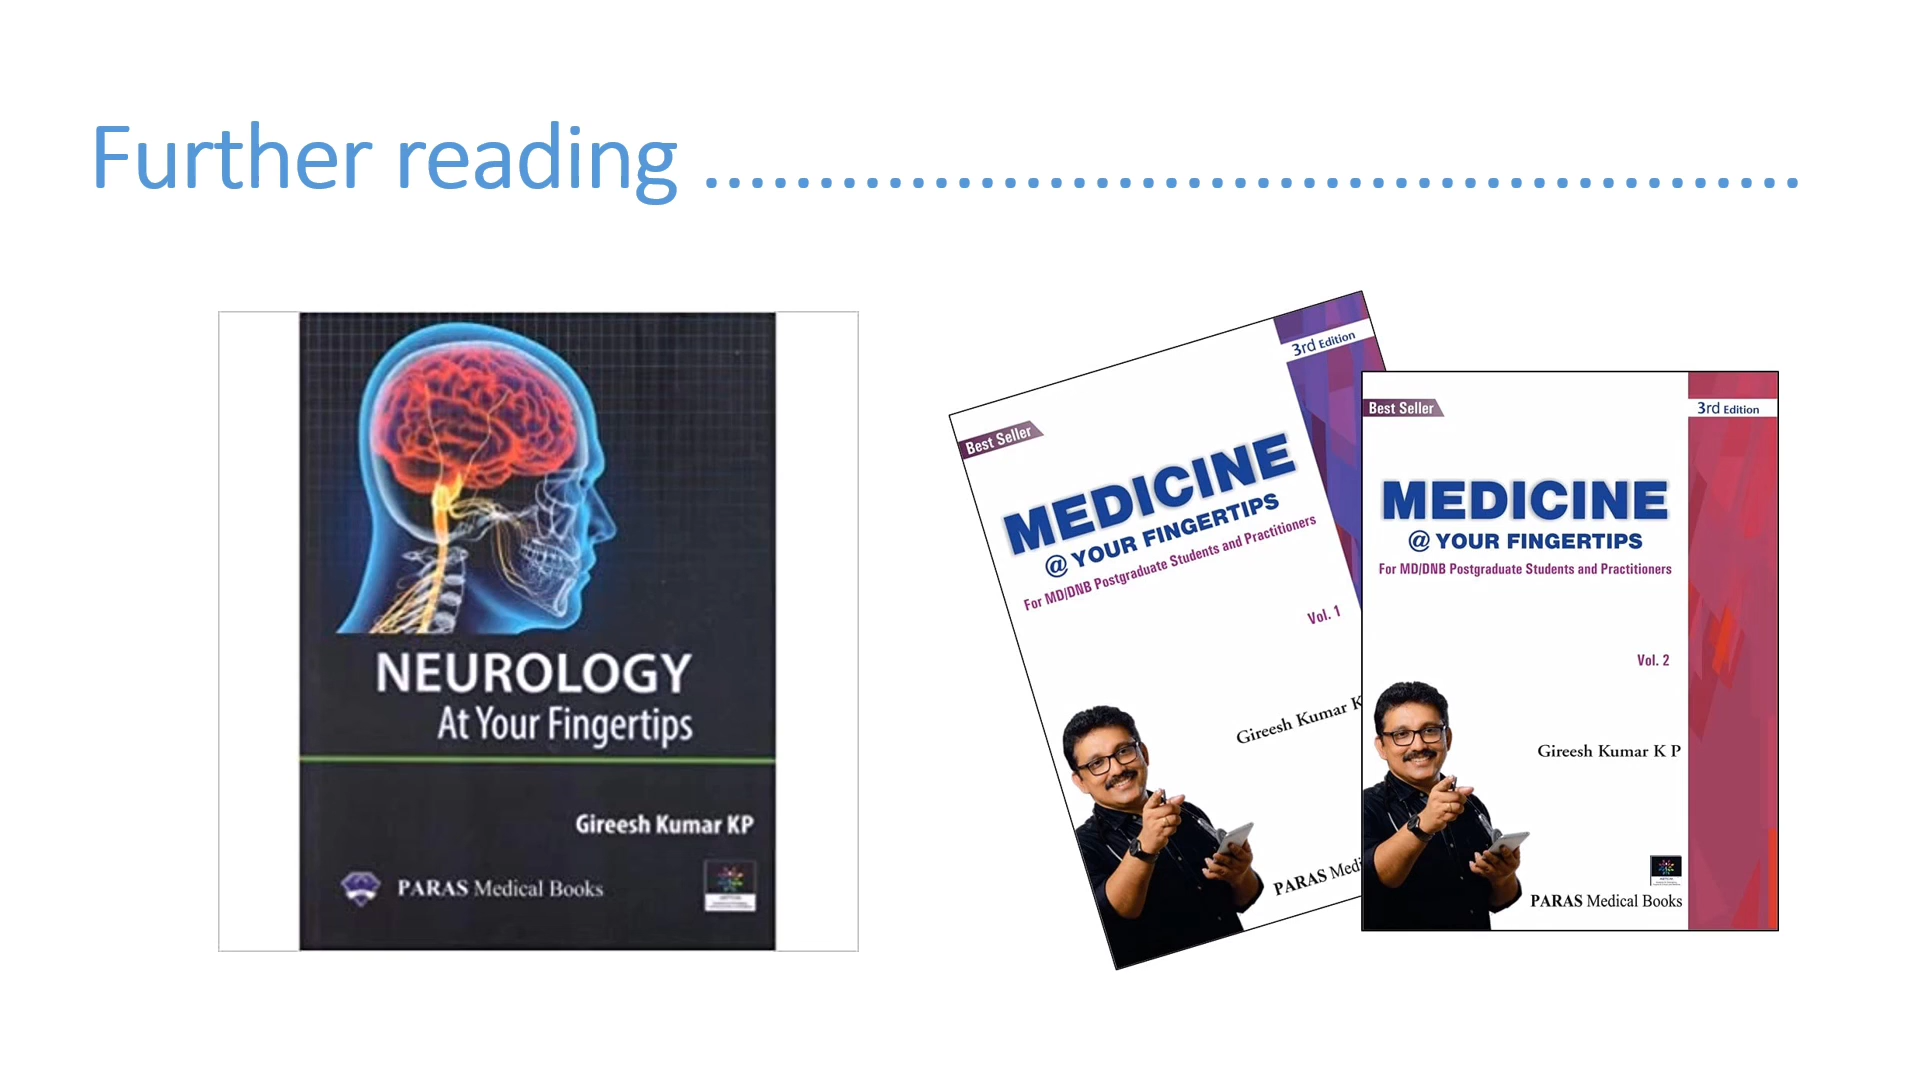 Further reading ................................................
NEUROLOGY
At Your Fingertips
Gireesh Kumar KP
PARAS Medical Books
3rd Edition
Best Seller
MEDICINE
@ YOUR FINGERTIPS
For MD/DNB Postgraduate Students and Practitioners
Vol. 1
Gireesh Kumar K
PARAS Medi
3rd Edition
Best Seller
MEDICINE
@ YOUR FINGERTIPS
For MD/DNB Postgraduate Students and Practitioners
Vol. 2
Gireesh Kumar K P
PARAS Medical Books